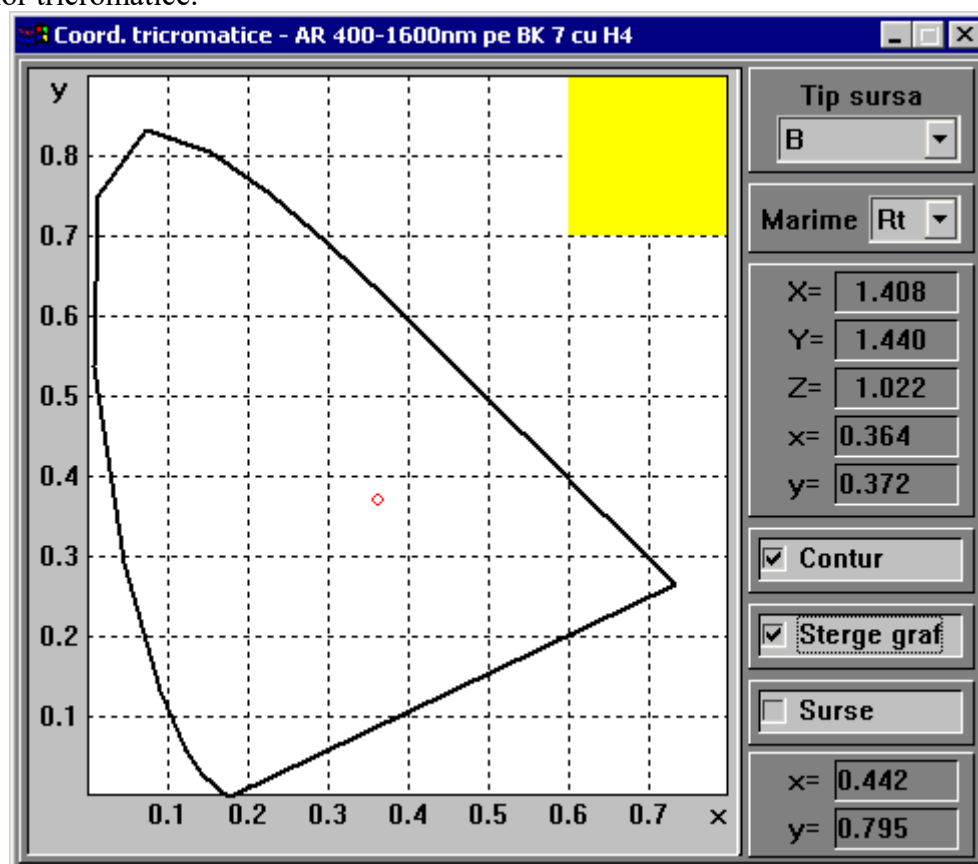 or tricromatice.
Coord. tricromatice - AR 400-1600nm pe BK 7 cu H4
y
0.8
0.7
0.6
0.5
0.4
0.3
0.2
0.1
0.1 0.2 0.3 0.4 0.5 0.6 0.7 x
Tip sursa
B
Marime Rt
X= 1.408
Y= 1.440
Z= 1.022
x= 0.364
y= 0.372
Contur
Sterge graf
Surse
x= 0.442
y= 0.795